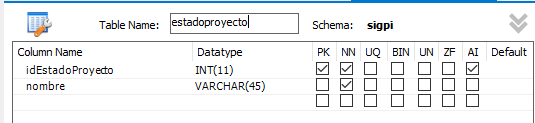 Table Name: estadoproyecto Schema: sigpi
Column Name Datatype PK NN UQ BIN UN ZF AI Default
idEstadoProyecto INT(11)
nombre VARCHAR(45)